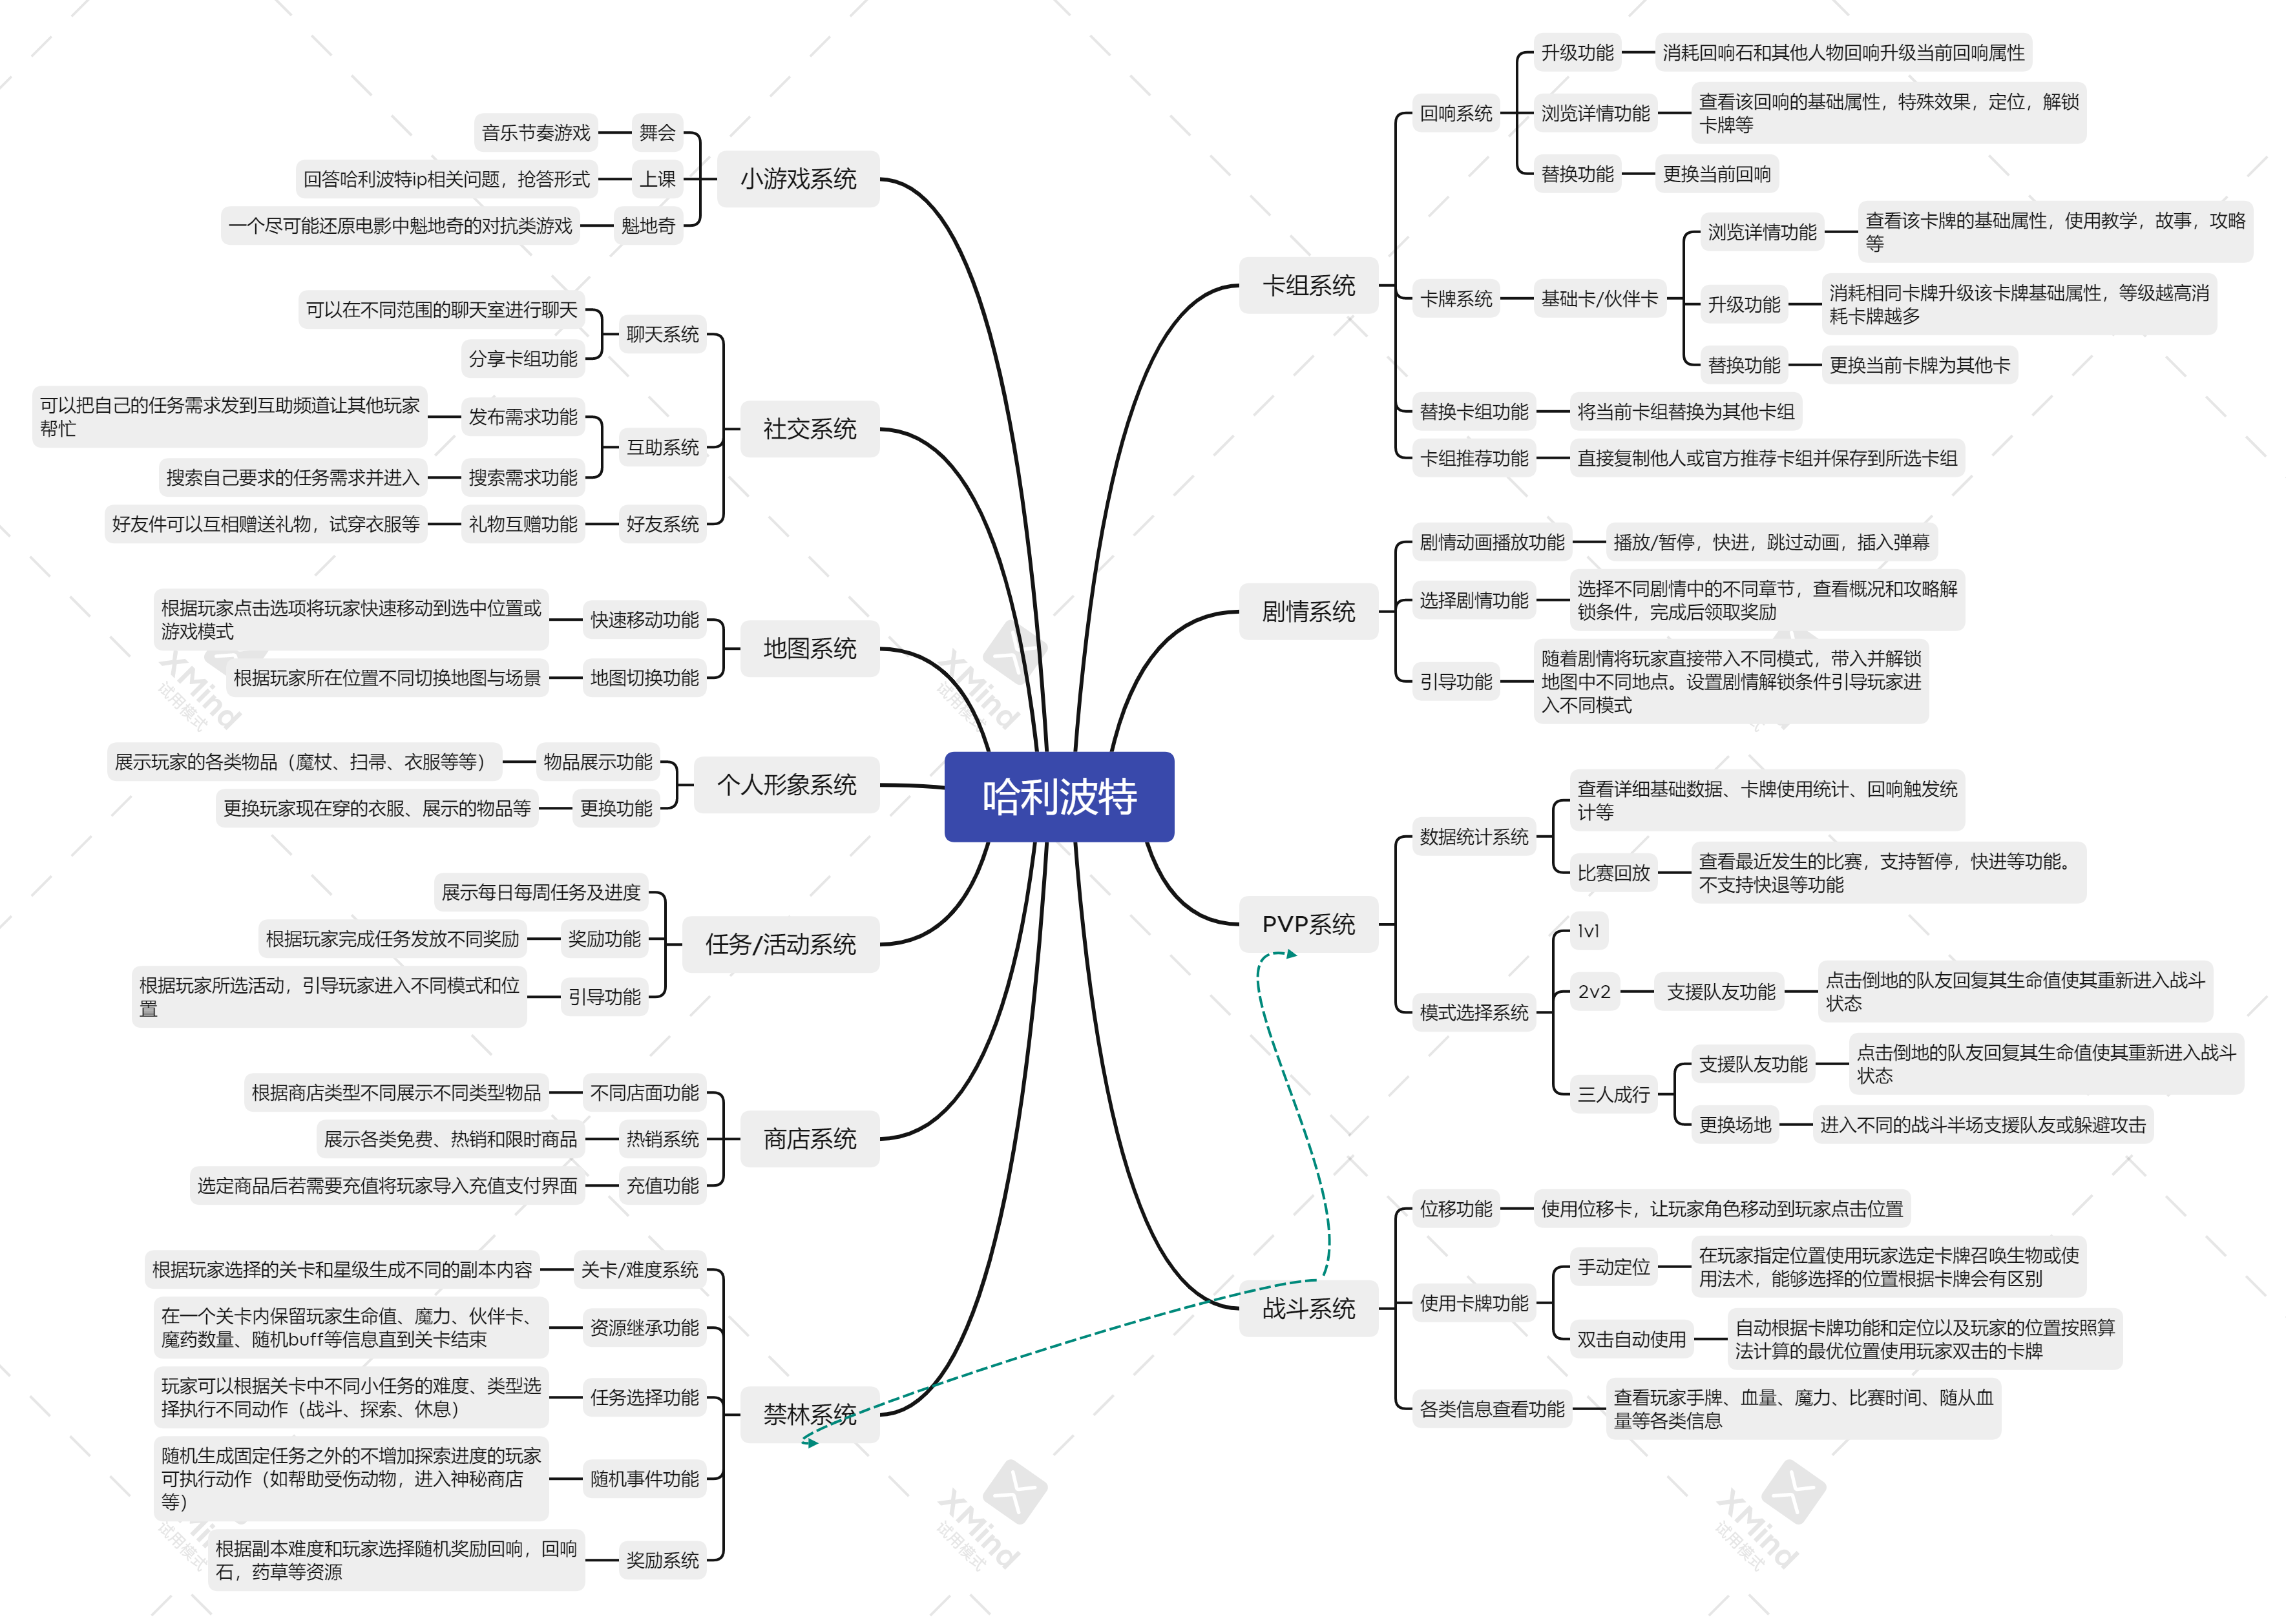 哈利波特
卡组系统
回响系统
升级功能
消耗回响石和其他人物回响升级当前回响属性
浏览详情功能
查看该回响的基础属性，特殊效果，定位，解锁
卡牌等
替换功能
更换当前回响
卡牌系统
基础卡/伙伴卡
浏览详情功能
查看该卡牌的基础属性，使用教学，故事，攻略
等
升级功能
消耗相同卡牌升级该卡牌基础属性，等级越高消
耗卡牌越多
替换功能
更换当前卡牌为其他卡
替换卡组功能
将当前卡组替换为其他卡组
卡组推荐功能
直接复制他人或官方推荐卡组并保存到所选卡组
剧情系统
剧情动画播放功能
播放/暂停，快进，跳过动画，插入弹幕
选择剧情功能
选择不同剧情中的不同章节，查看概况和攻略解
锁条件，完成后领取奖励
引导功能
随着剧情将玩家直接带入不同模式，带入并解锁
地图中不同地点。设置剧情解锁条件引导玩家进
入不同模式
PVP系统
数据统计系统
查看详细基础数据、卡牌使用统计、回响触发统
计等
比赛回放
查看最近发生的比赛，支持暂停，快进等功能。
不支持快退等功能
模式选择系统
1v1
2v2
支援队友功能
点击倒地的队友回复其生命值使其重新进入战斗
状态
三人成行
支援队友功能
点击倒地的队友回复其生命值使其重新进入战斗
状态
更换场地
进入不同的战斗半场支援队友或躲避攻击
战斗系统
位移功能
使用位移卡，让玩家角色移动到玩家点击位置
使用卡牌功能
手动定位
在玩家指定位置使用玩家选定卡牌召唤生物或使
用法术，能够选择的位置根据卡牌会有区别
双击自动使用
自动根据卡牌功能和定位以及玩家的位置按照算
法计算的最优位置使用玩家双击的卡牌
各类信息查看功能
查看玩家手牌、血量、魔力、比赛时间、随从血
量等各类信息
小游戏系统
舞会
音乐节奏游戏
上课
回答哈利波特ip相关问题，抢答形式
魁地奇
一个尽可能还原电影中魁地奇的对抗类游戏
社交系统
聊天系统
可以在不同范围的聊天室进行聊天
分享卡组功能
互助系统
发布需求功能
可以把自己的任务需求发到互助频道让其他玩家
帮忙
搜索需求功能
搜索自己要求的任务需求并进入
好友系统
礼物互赠功能
好友件可以互相赠送礼物，试穿衣服等
地图系统
快速移动功能
根据玩家点击选项将玩家快速移动到选中位置或
游戏模式
地图切换功能
根据玩家所在位置不同切换地图与场景
个人形象系统
物品展示功能
展示玩家的各类物品（魔杖、扫帚、衣服等等）
更换功能
更换玩家现在穿的衣服、展示的物品等
任务/活动系统
展示每日每周任务及进度
奖励功能
根据玩家完成任务发放不同奖励
引导功能
根据玩家所选活动，引导玩家进入不同模式和位
置
商店系统
不同店面功能
根据商店类型不同展示不同类型物品
热销系统
展示各类免费、热销和限时商品
充值功能
选定商品后若需要充值将玩家导入充值支付界面
禁林系统
关卡/难度系统
根据玩家选择的关卡和星级生成不同的副本内容
资源继承功能
在一个关卡内保留玩家生命值、魔力、伙伴卡、
魔药数量、随机buff等信息直到关卡结束
任务选择功能
玩家可以根据关卡中不同小任务的难度、类型选
择执行不同动作（战斗、探索、休息）
随机事件功能
随机生成固定任务之外的不增加探索进度的玩家
可执行动作（如帮助受伤动物，进入神秘商店
等）
奖励系统
根据副本难度和玩家选择随机奖励回响，回响
石，药草等资源
XMind
试用模式
XMind
试用模式
XMind
试用模式
XMind
试用模式